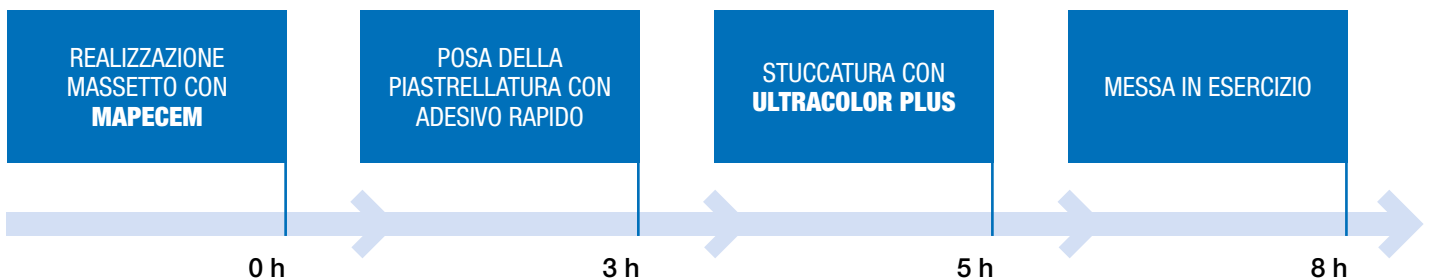 REALIZZAZIONE
MASSETTO CON
MAPECEM
POSA DELLA
PIASTRELLATURA CON
ADESIVO RAPIDO
STUCCATURA CON
ULTRACOLOR PLUS
MESSA IN ESERCIZIO
0 h
3 h
5 h
8 h